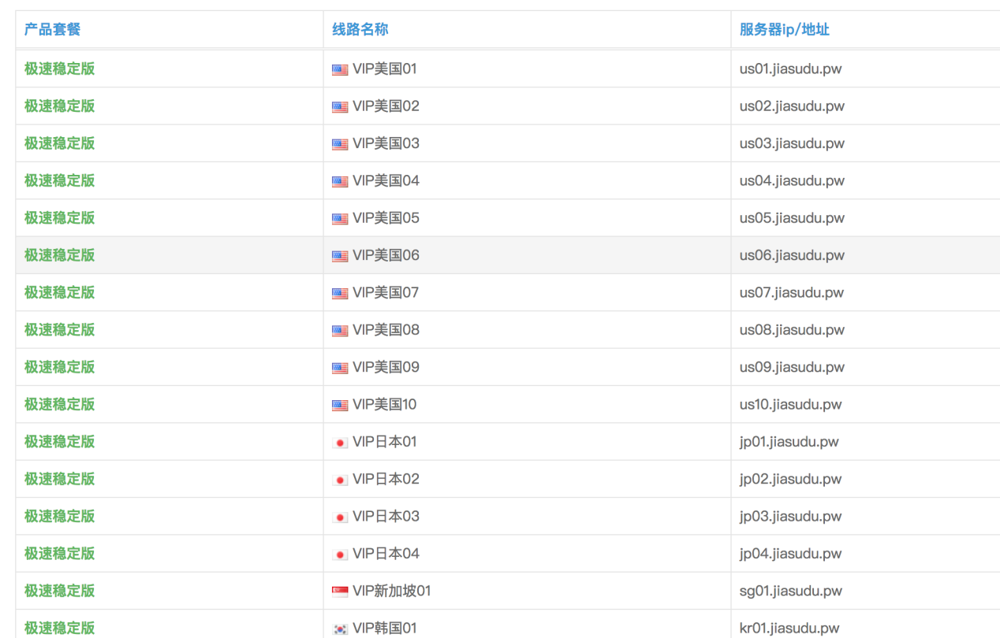 产品套餐 线路名称 服务器ip/地址
极速稳定版 VIP美国01 us01.jiasudu.pw
极速稳定版 VIP美国02 us02.jiasudu.pw
极速稳定版 VIP美国03 us03.jiasudu.pw
极速稳定版 VIP美国04 us04.jiasudu.pw
极速稳定版 VIP美国05 us05.jiasudu.pw
极速稳定版 VIP美国06 us06.jiasudu.pw
极速稳定版 VIP美国07 us07.jiasudu.pw
极速稳定版 VIP美国08 us08.jiasudu.pw
极速稳定版 VIP美国09 us09.jiasudu.pw
极速稳定版 VIP美国10 us10.jiasudu.pw
极速稳定版 VIP日本01 jp01.jiasudu.pw
极速稳定版 VIP日本02 jp02.jiasudu.pw
极速稳定版 VIP日本03 jp03.jiasudu.pw
极速稳定版 VIP日本04 jp04.jiasudu.pw
极速稳定版 VIP新加坡01 sg01.jiasudu.pw
极速稳定版 VIP韩国01 kr01.jiasudu.pw